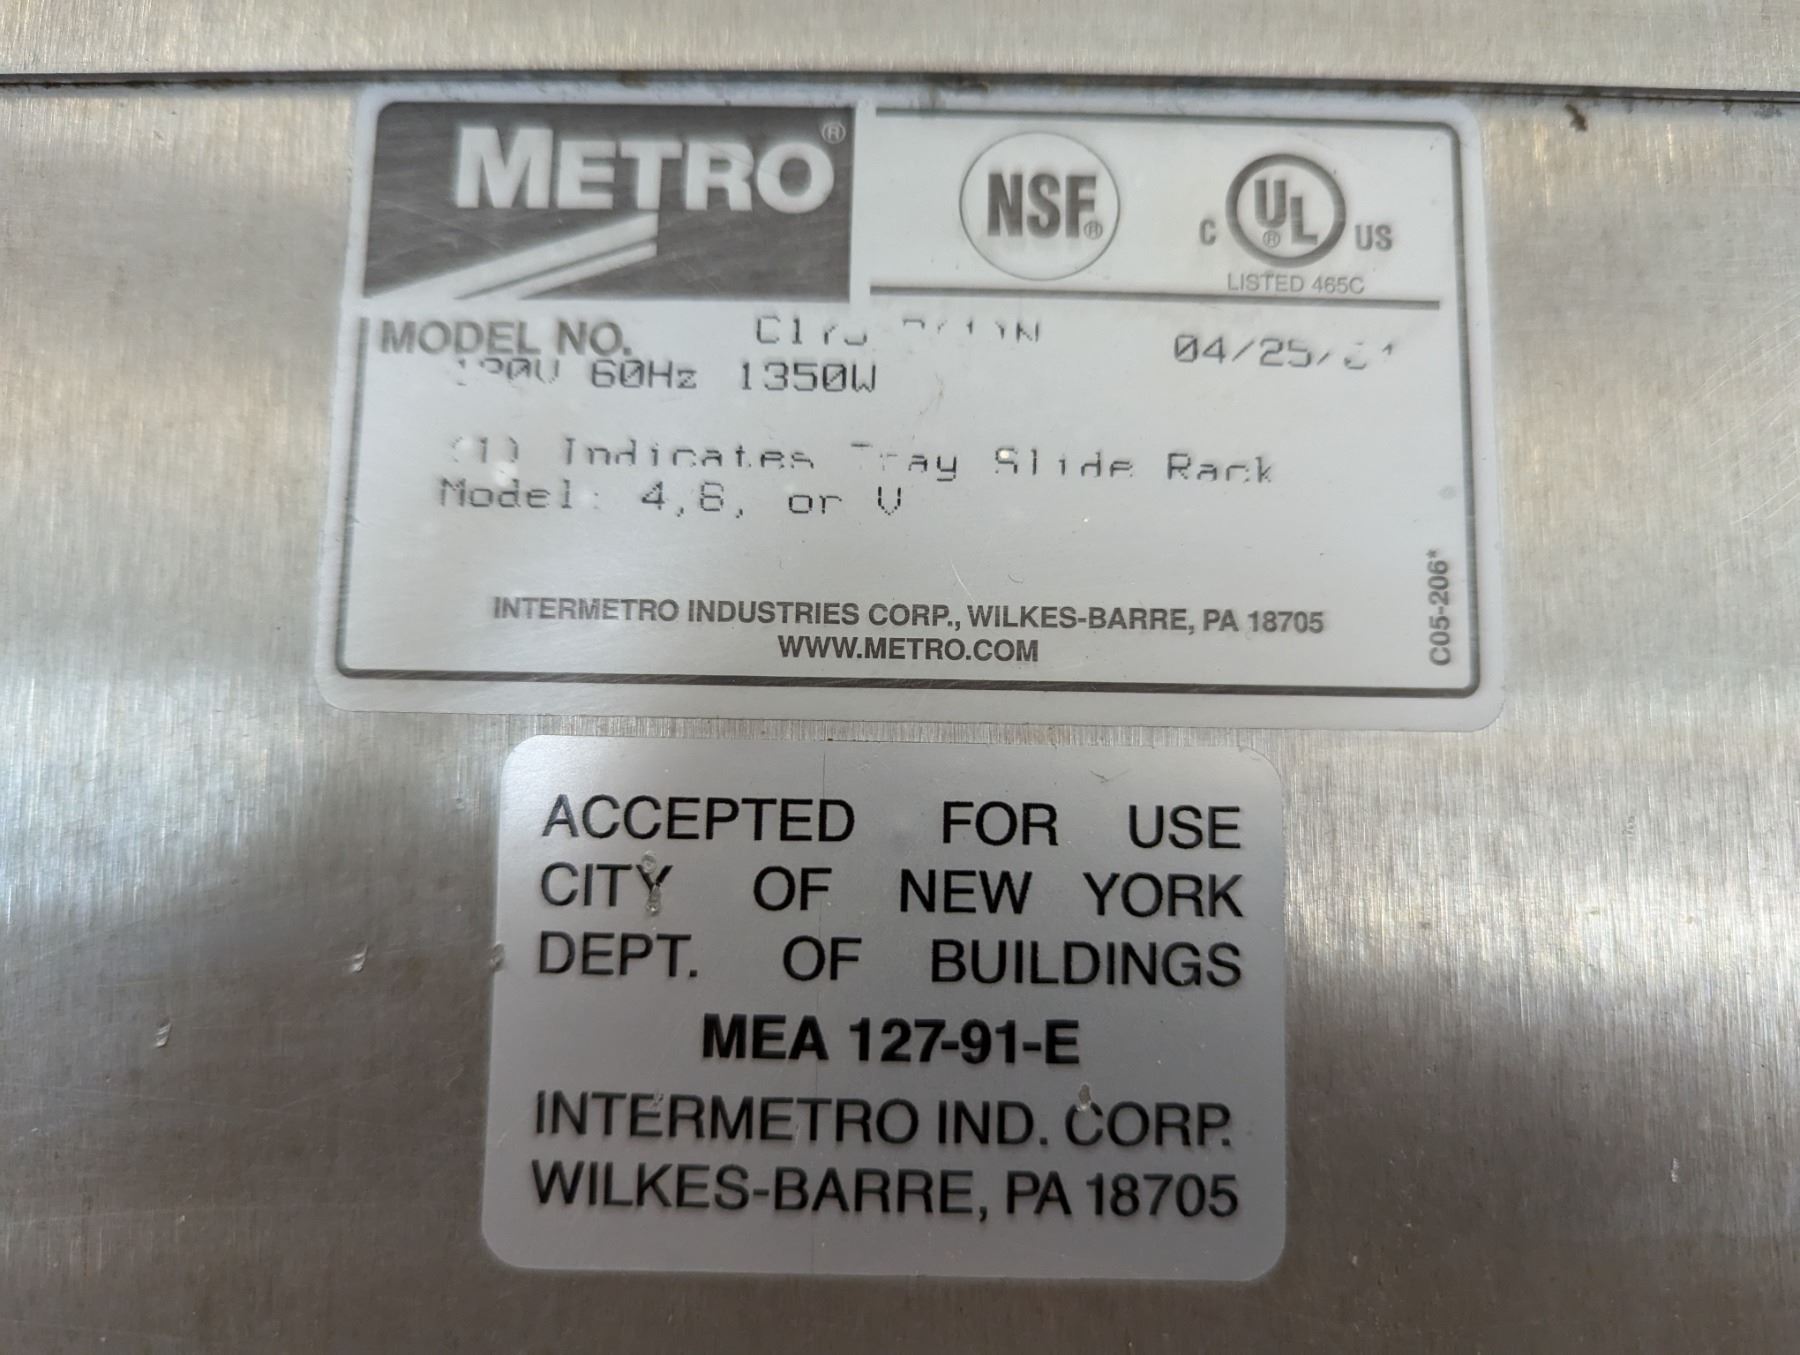 METRO®
NSF®
C UL® US
LISTED 465C
MODEL NO.
60Hz 1350W
(1) Indicates Tray Slide Rack
Model: 4,8, or V
INTERMETRO INDUSTRIES CORP., WILKES-BARRE, PA 18705
WWW.METRO.COM
C05-206*
ACCEPTED FOR USE
CITY OF NEW YORK
DEPT. OF BUILDINGS
MEA 127-91-E
INTERMETRO IND. CORP.
WILKES-BARRE, PA 18705